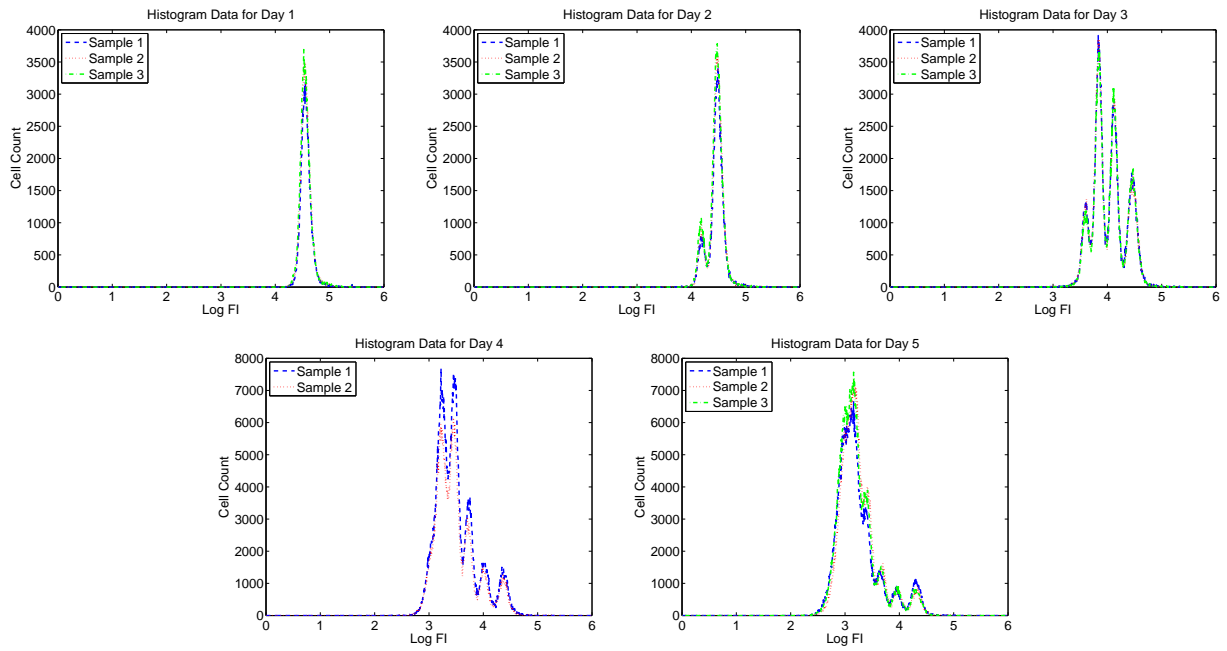 Histogram Data for Day 1
4000
3500
3000
2500
2000
1500
1000
500
0
Cell Count
Sample 1
Sample 2
Sample 3
0 1 2 3 4 5 6
Log FI
Histogram Data for Day 2
4000
3500
3000
2500
2000
1500
1000
500
0
Cell Count
Sample 1
Sample 2
Sample 3
0 1 2 3 4 5 6
Log FI
Histogram Data for Day 3
4000
3500
3000
2500
2000
1500
1000
500
0
Cell Count
Sample 1
Sample 2
Sample 3
0 1 2 3 4 5 6
Log FI
Histogram Data for Day 4
8000
7000
6000
5000
4000
3000
2000
1000
0
Cell Count
Sample 1
Sample 2
0 1 2 3 4 5 6
Log FI
Histogram Data for Day 5
8000
7000
6000
5000
4000
3000
2000
1000
0
Cell Count
Sample 1
Sample 2
Sample 3
0 1 2 3 4 5 6
Log FI